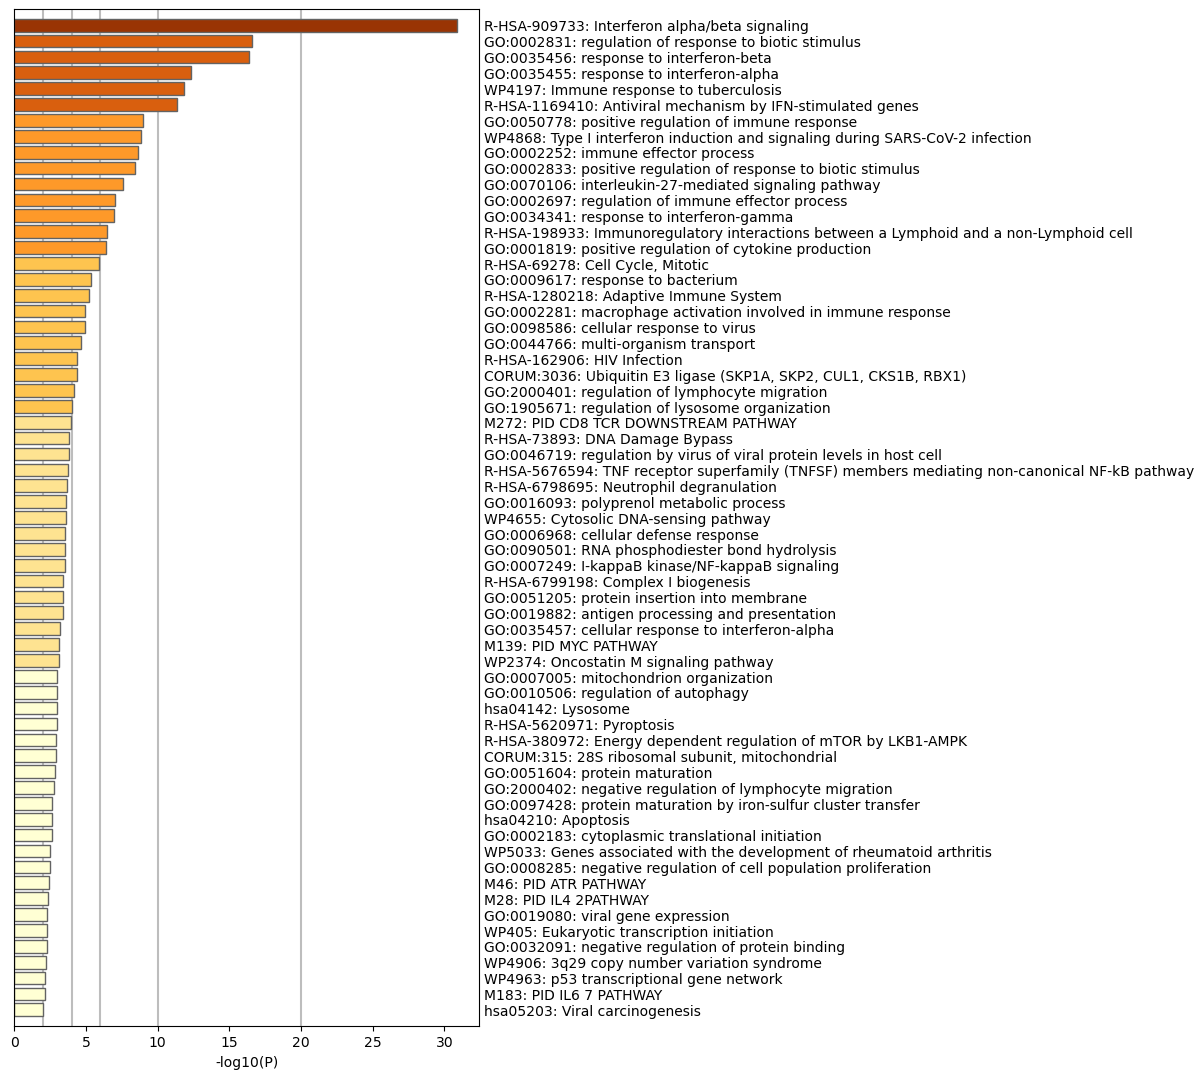 R-HSA-909733: Interferon alpha/beta signaling
GO:0002831: regulation of response to biotic stimulus
GO:0035456: response to interferon-beta
GO:0035455: response to interferon-alpha
WP4197: Immune response to tuberculosis
R-HSA-1169410: Antiviral mechanism by IFN-stimulated genes
GO:0050778: positive regulation of immune response
WP4868: Type I interferon induction and signaling during SARS-CoV-2 infection
GO:0002252: immune effector process
GO:0002833: positive regulation of response to biotic stimulus
GO:0070106: interleukin-27-mediated signaling pathway
GO:0002697: regulation of immune effector process
GO:0034341: response to interferon-gamma
R-HSA-198933: Immunoregulatory interactions between a Lymphoid and a non-Lymphoid cell
GO:0001819: positive regulation of cytokine production
R-HSA-69278: Cell Cycle, Mitotic
GO:0009617: response to bacterium
R-HSA-1280218: Adaptive Immune System
GO:0002281: macrophage activation involved in immune response
GO:0098586: cellular response to virus
GO:0044766: multi-organism transport
R-HSA-162906: HIV Infection
CORUM:3036: Ubiquitin E3 ligase (SKP1A, SKP2, CUL1, CKS1B, RBX1)
GO:2000401: regulation of lymphocyte migration
GO:1905671: regulation of lysosome organization
M272: PID CD8 TCR DOWNSTREAM PATHWAY
R-HSA-73893: DNA Damage Bypass
GO:0046719: regulation by virus of viral protein levels in host cell
R-HSA-5676594: TNF receptor superfamily (TNFSF) members mediating non-canonical NF-kB pathway
R-HSA-6798695: Neutrophil degranulation
GO:0016093: polyprenol metabolic process
WP4655: Cytosolic DNA-sensing pathway
GO:0006968: cellular defense response
GO:0090501: RNA phosphodiester bond hydrolysis
GO:0007249: I-kappaB kinase/NF-kappaB signaling
R-HSA-6799198: Complex I biogenesis
GO:0051205: protein insertion into membrane
GO:0019882: antigen processing and presentation
GO:0035457: cellular response to interferon-alpha
M139: PID MYC PATHWAY
WP2374: Oncostatin M signaling pathway
GO:0007005: mitochondrion organization
GO:0010506: regulation of autophagy
hsa04142: Lysosome
R-HSA-5620971: Pyroptosis
R-HSA-380972: Energy dependent regulation of mTOR by LKB1-AMPK
CORUM:315: 28S ribosomal subunit, mitochondrial
GO:0051604: protein maturation
GO:2000402: negative regulation of lymphocyte migration
GO:0097428: protein maturation by iron-sulfur cluster transfer
hsa04210: Apoptosis
GO:0002183: cytoplasmic translational initiation
WP5033: Genes associated with the development of rheumatoid arthritis
GO:0008285: negative regulation of cell population proliferation
M46: PID ATR PATHWAY
M28: PID IL4 2PATHWAY
GO:0019080: viral gene expression
WP405: Eukaryotic transcription initiation
GO:0032091: negative regulation of protein binding
WP4906: 3q29 copy number variation syndrome
WP4963: p53 transcriptional gene network
M183: PID IL6 7 PATHWAY
hsa05203: Viral carcinogenesis
0 5 10 15 20 25 30
-log10(P)